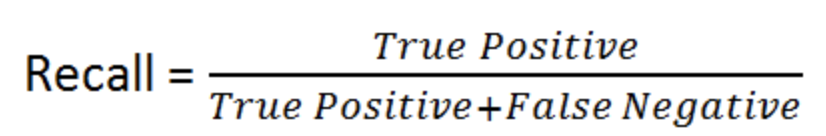 Recall = True Positive
True Positive+False Negative